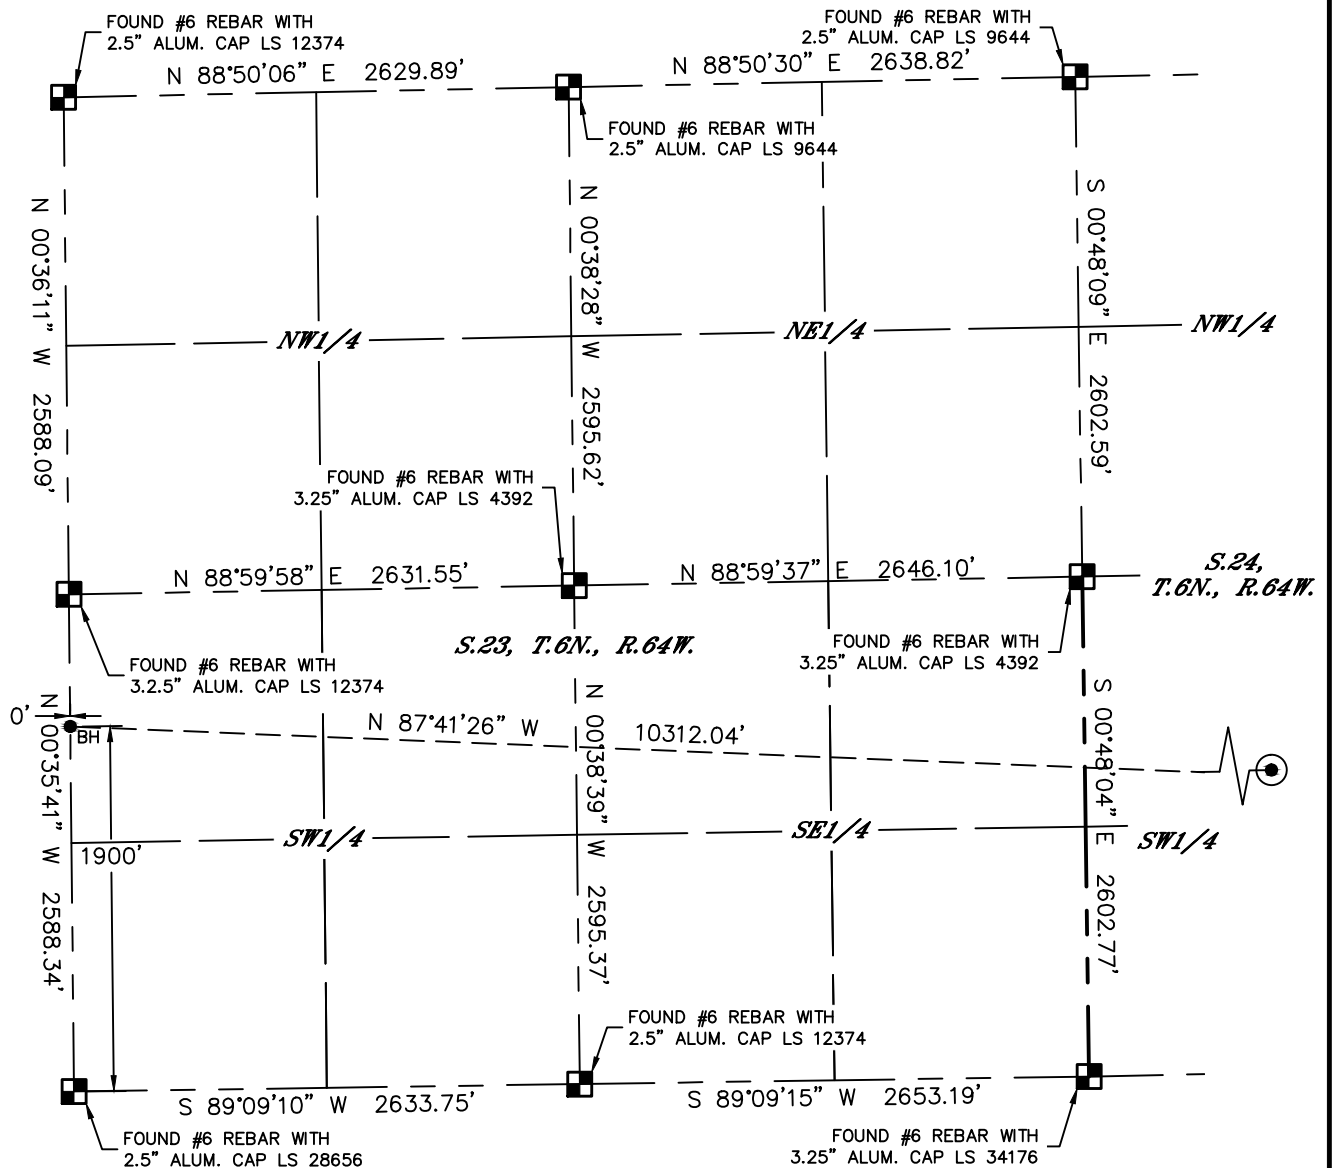 FOUND #6 REBAR WITH
2.5" ALUM. CAP LS 12374
FOUND #6 REBAR WITH
2.5" ALUM. CAP LS 9644
N 88°50'06" E 2629.89'
N 88°50'30" E 2638.82'
FOUND #6 REBAR WITH
2.5" ALUM. CAP LS 9644
N 00°36'11" W 2588.09'
N 00°38'28" W 2595.62'
S 00°48'09" E 2602.59'
NW1/4
NE1/4
NW1/4
FOUND #6 REBAR WITH
3.25" ALUM. CAP LS 4392
N 88°59'58" E 2631.55'
N 88°59'37" E 2646.10'
S.24,
T.6N., R.64W.
S.23, T.6N., R.64W.
FOUND #6 REBAR WITH
3.25" ALUM. CAP LS 4392
FOUND #6 REBAR WITH
3.2.5" ALUM. CAP LS 12374
0'
BH
N 87°41'26" W 10312.04'
N 00°35'41" W 2588.34'
N 00°38'39" W 2595.37'
S 00°48'04" E 2602.77'
1900'
SW1/4
SE1/4
SW1/4
FOUND #6 REBAR WITH
2.5" ALUM. CAP LS 12374
S 89°09'10" W 2633.75'
S 89°09'15" W 2653.19'
FOUND #6 REBAR WITH
2.5" ALUM. CAP LS 28656
FOUND #6 REBAR WITH
3.25" ALUM. CAP LS 34176